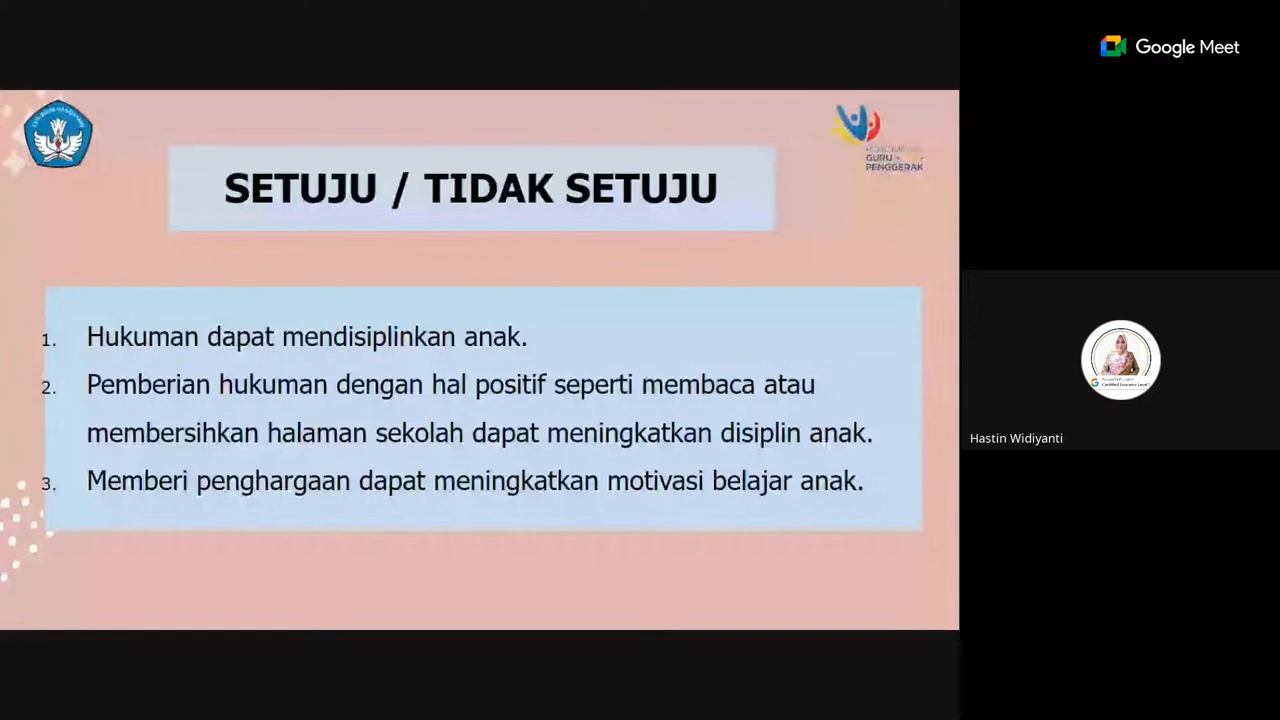 Google Meet
GURU
PENGGERAK
SETUJU / TIDAK SETUJU
1. Hukuman dapat mendisiplinkan anak.
2. Pemberian hukuman dengan hal positif seperti membaca atau
membersihkan halaman sekolah dapat meningkatkan disiplin anak.
3. Memberi penghargaan dapat meningkatkan motivasi belajar anak.
Hastin Widiyanti